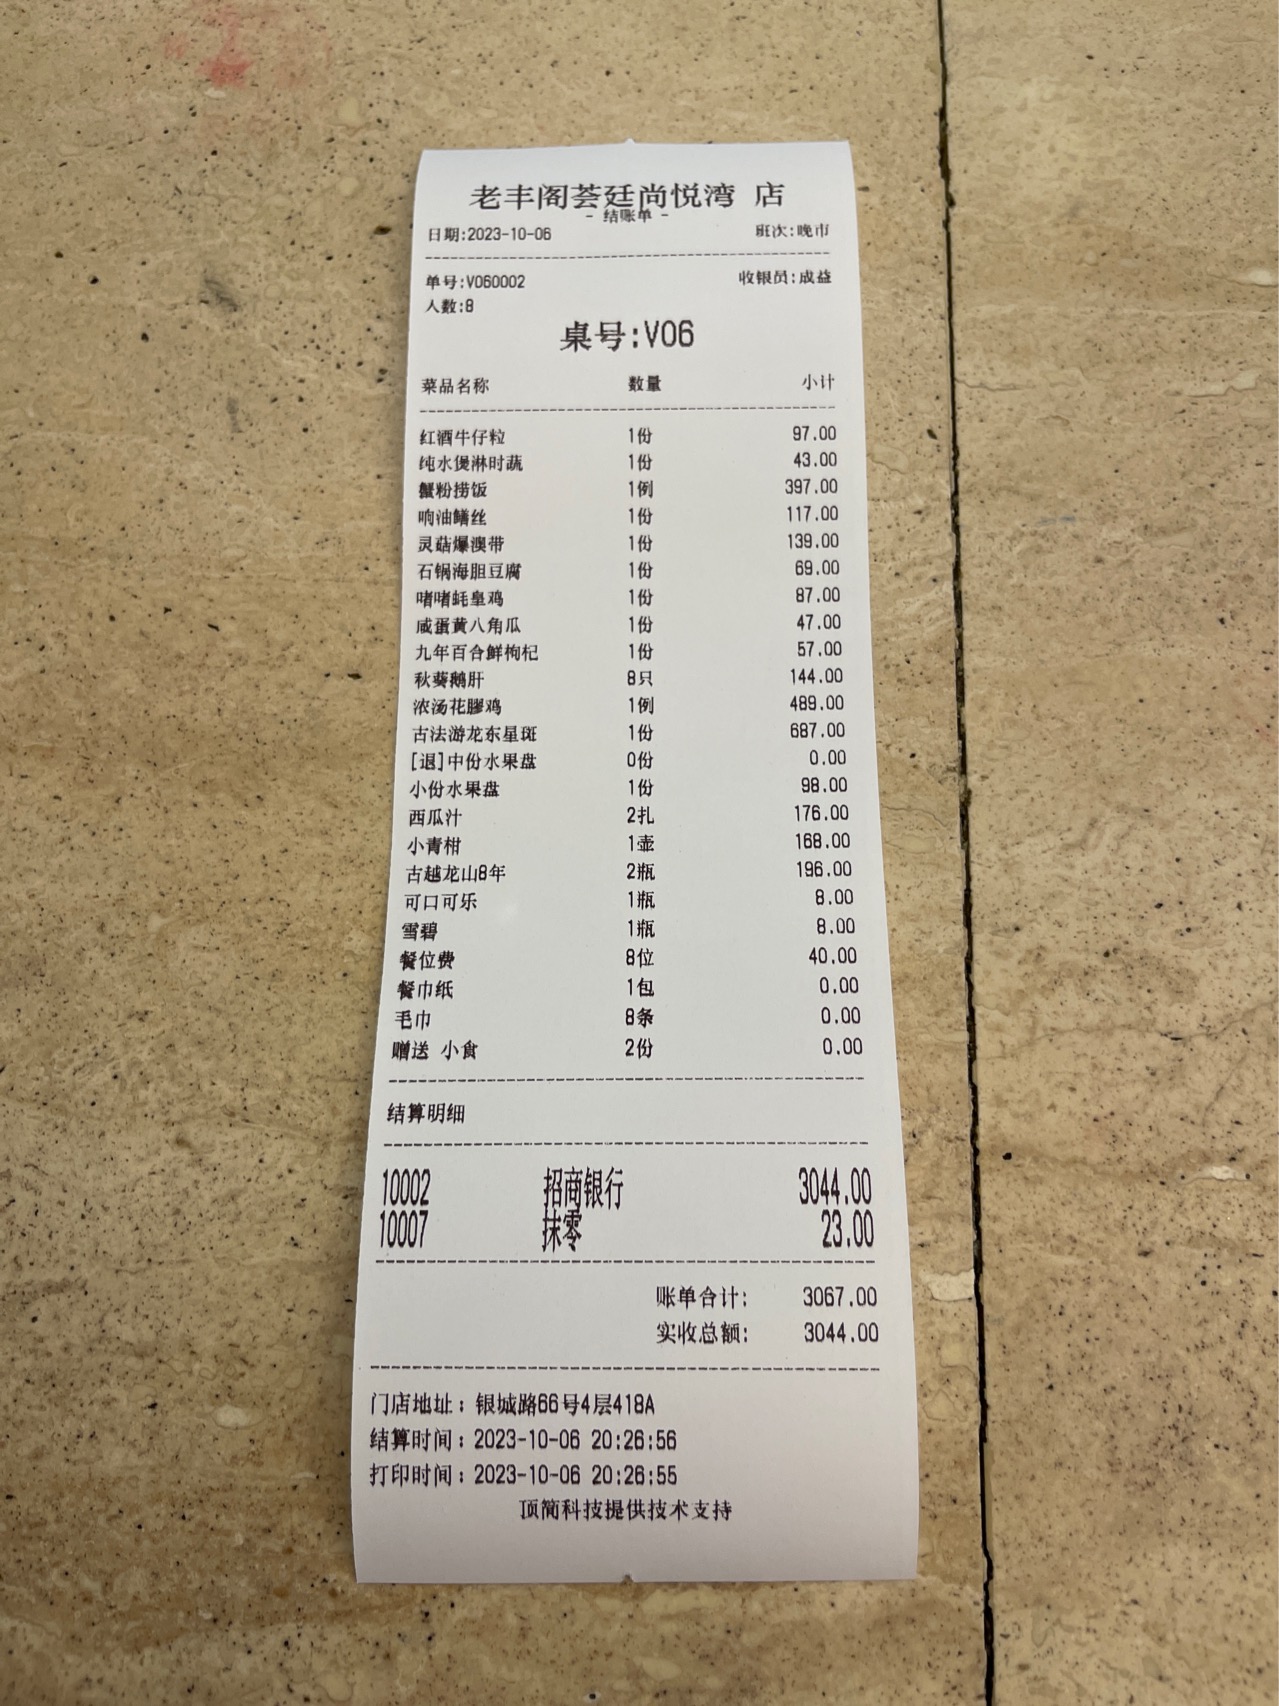 老丰阁荟廷尚悦湾 店
- 结账单 -
日期:2023-10-06 班次:晚市
单号:V060002 收银员:成益
人数:8
桌号:V06
菜品名称 数量 小计
红酒牛仔粒 1份 97.00
纯水煲淋时蔬 1份 43.00
蟹粉捞饭 1例 397.00
响油鳝丝 1份 117.00
灵菇爆澳带 1份 139.00
石锅海胆豆腐 1份 69.00
啫啫蚝皇鸡 1份 87.00
咸蛋黄八角瓜 1份 47.00
九年百合鲜枸杞 1份 57.00
秋葵鹅肝 8只 144.00
浓汤花膠鸡 1例 489.00
古法游龙东星斑 1份 687.00
[退]中份水果盘 0份 0.00
小份水果盘 1份 98.00
西瓜汁 2扎 176.00
小青柑 1壶 168.00
古越龙山8年 2瓶 196.00
可口可乐 1瓶 8.00
雪碧 1瓶 8.00
餐位费 8位 40.00
餐巾纸 1包 0.00
毛巾 8条 0.00
赠送 小食 2份 0.00
结算明细
10002 招商银行 3044.00
10007 抹零 23.00
账单合计: 3067.00
实收总额: 3044.00
门店地址: 银城路66号4层418A
结算时间: 2023-10-06 20:26:56
打印时间: 2023-10-06 20:26:55
顶简科技提供技术支持